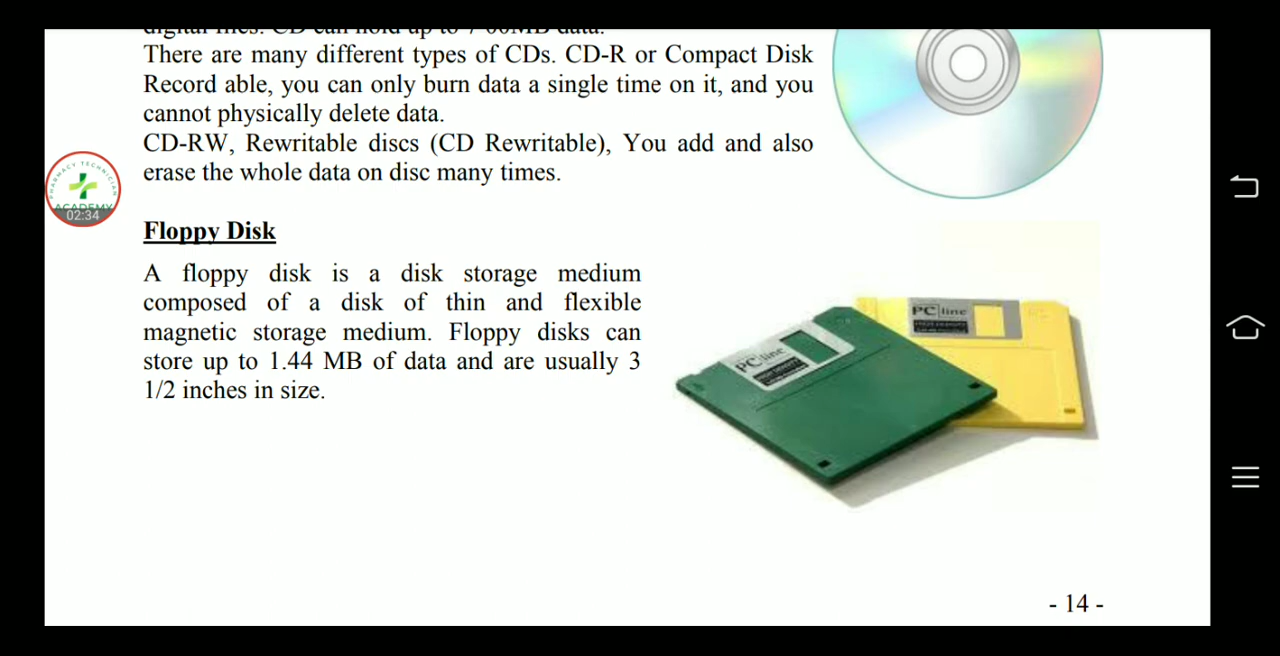 There are many different types of CDs. CD-R or Compact Disk
Record able, you can only burn data a single time on it, and you
cannot physically delete data.
CD-RW, Rewritable discs (CD Rewritable), You add and also
erase the whole data on disc many times.
PHARMACY TECHNICIAN
ACADEMY
02:34
Floppy Disk
A floppy disk is a disk storage medium
composed of a disk of thin and flexible
magnetic storage medium. Floppy disks can
store up to 1.44 MB of data and are usually 3
1/2 inches in size.
PC line
PC line
- 14 -